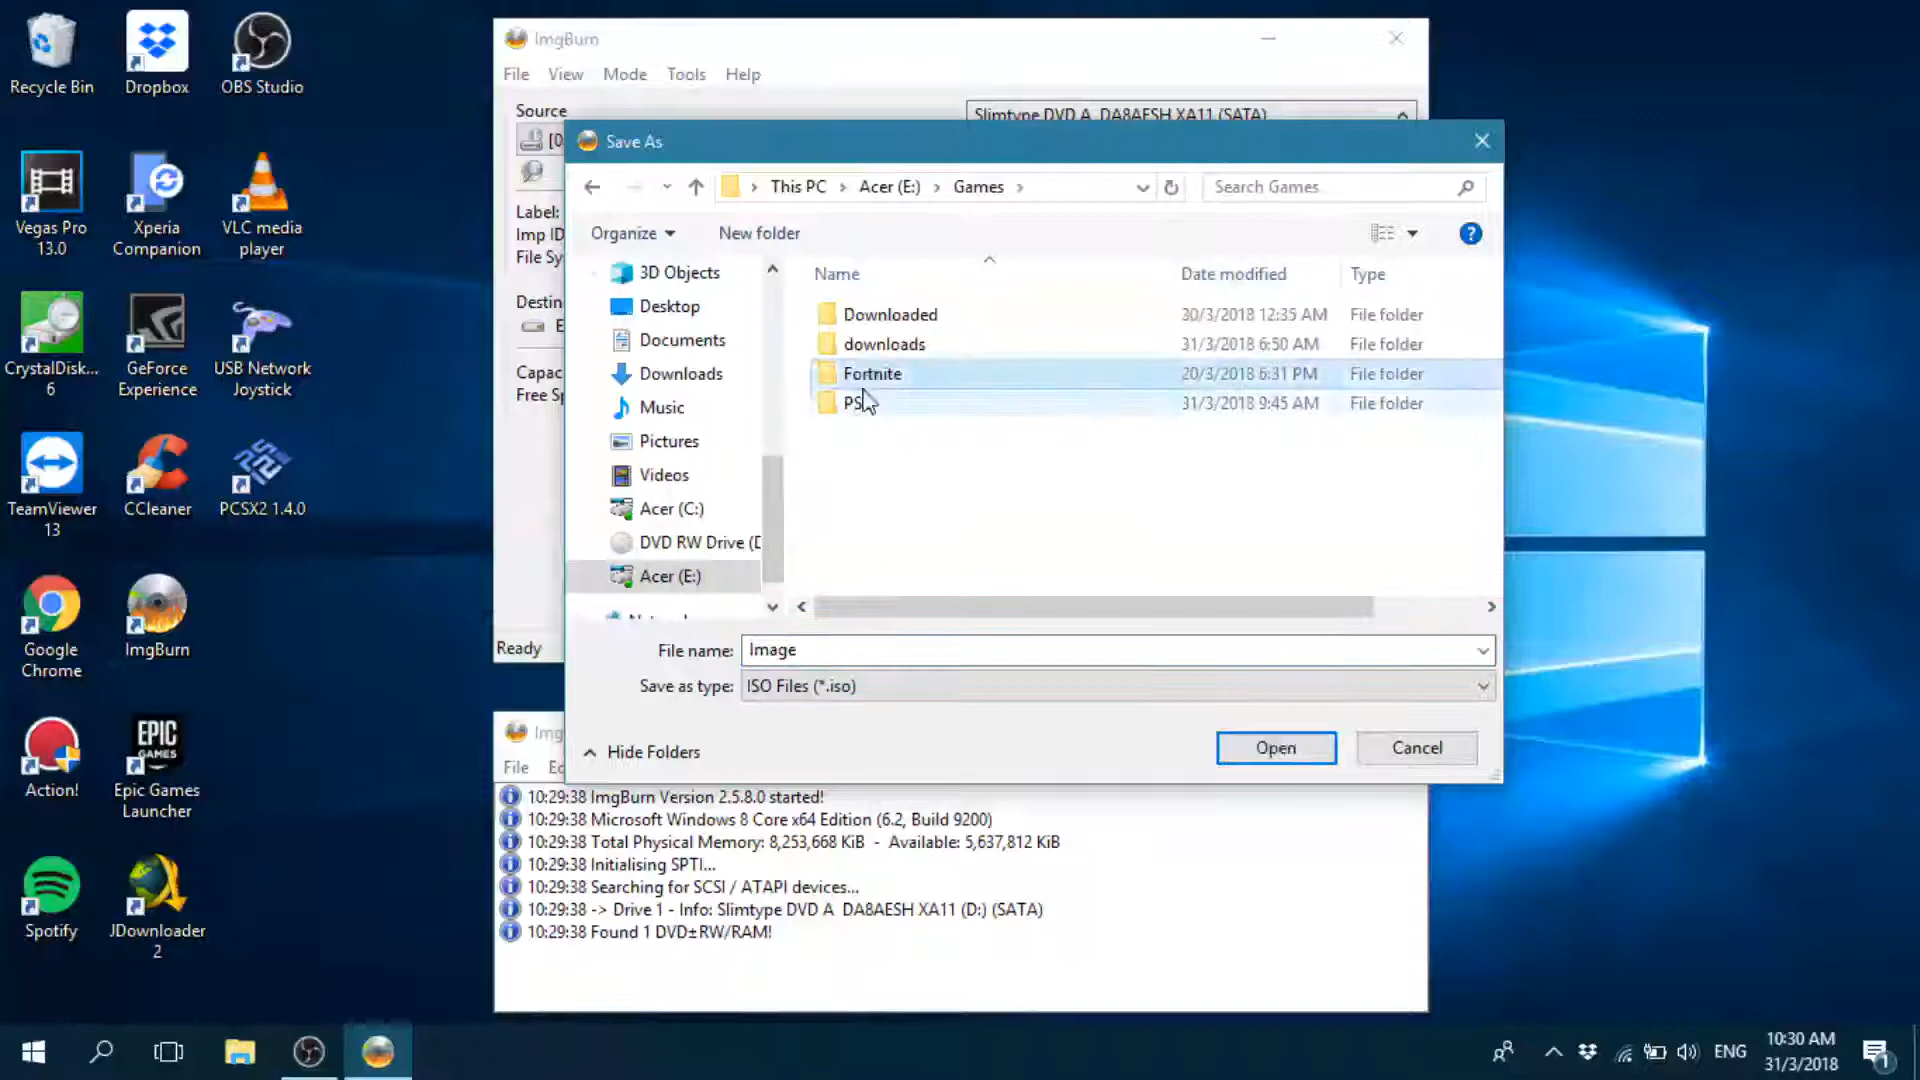 Recycle Bin
Dropbox
OBS Studio
Vegas Pro
13.0
Xperia
Companion
VLC media
player
CrystalDisk...
6
GeForce
Experience
USB Network
Joystick
TeamViewer
13
CCleaner
PCSX2 1.4.0
Google
Chrome
ImgBurn
Action!
EPIC
GAMES
Epic Games
Launcher
Spotify
JDownloader
2
ImgBurn
File View Mode Tools Help
Source
Slimtype DVD A DA8AESH XA11 (SATA)
Label:
Save As
This PC > Acer (E:) > Games >
Search Games
Organize
New folder
Name
Date modified
Type
3D Objects
Desktop
Documents
Downloads
Music
Pictures
Videos
Acer (C:)
DVD RW Drive (D
Acer (E:)
Downloaded 30/3/2018 12:35 AM File folder
downloads 31/3/2018 6:50 AM File folder
Fortnite 20/3/2018 6:31 PM File folder
31/3/2018 9:45 AM File folder
File name: Image
Save as type: ISO Files (*.iso)
Hide Folders
Open
Cancel
Ready
File
10:29:38 ImgBurn Version 2.5.8.0 started!
10:29:38 Microsoft Windows 8 Core x64 Edition (6.2, Build 9200)
10:29:38 Total Physical Memory: 8,253,668 KiB - Available: 5,637,812 KiB
10:29:38 Initialising SPTI...
10:29:38 Searching for SCSI / ATAPI devices...
10:29:38 -> Drive 1 - Info: Slimtype DVD A DA8AESH XA11 (D:) (SATA)
10:29:38 Found 1 DVD±RW/RAM!
ENG
10:30 AM
31/3/2018
1